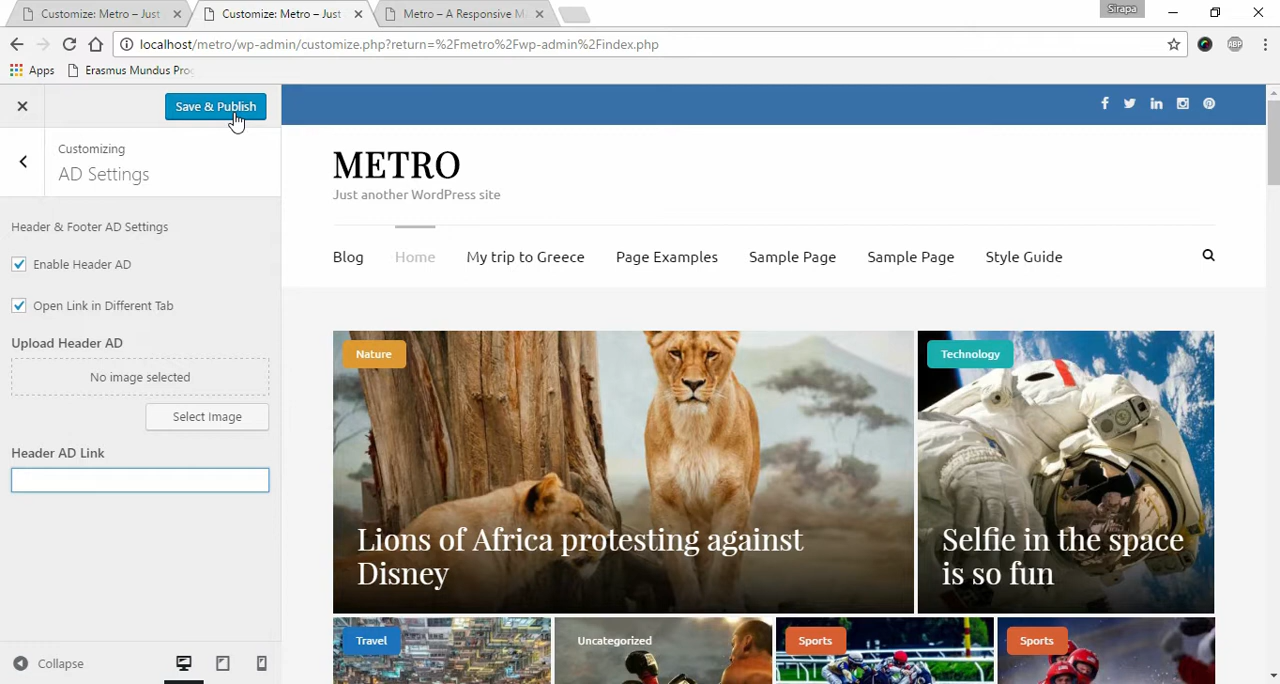 Customize: Metro – Just
Customize: Metro – Just
Metro – A Responsive M
Sirapa
localhost/metro/wp-admin/customize.php?return=%2Fmetro%2Fwp-admin%2Findex.php
ABP
Apps
Erasmus Mundus Pro
Save & Publish
Customizing
AD Settings
Header & Footer AD Settings
Enable Header AD
Open Link in Different Tab
Upload Header AD
No image selected
Select Image
Header AD Link
Collapse
METRO
Just another WordPress site
Blog
Home
My trip to Greece
Page Examples
Sample Page
Sample Page
Style Guide
Nature
Lions of Africa protesting against
Disney
Technology
Selfie in the space
is so fun
Travel
Uncategorized
Sports
Sports